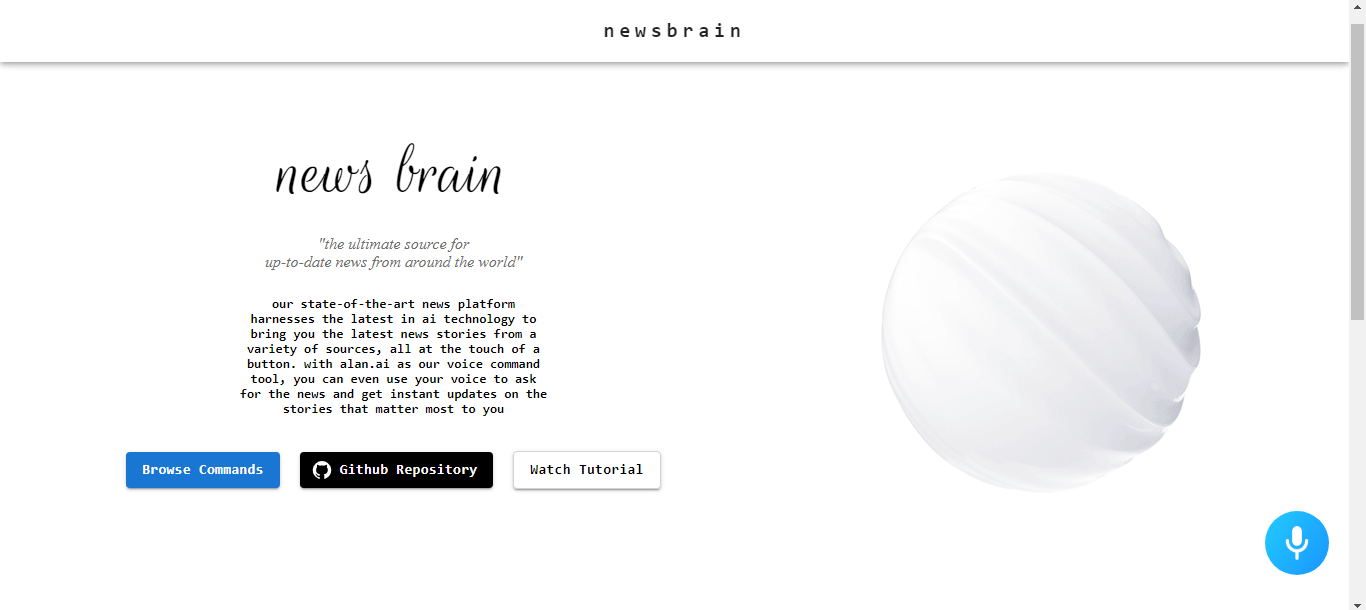 newsbrain
news brain
"the ultimate source for
up-to-date news from around the world"
our state-of-the-art news platform
harnesses the latest in ai technology to
bring you the latest news stories from a
variety of sources, all at the touch of a
button. with alan.ai as our voice command
tool, you can even use your voice to ask
for the news and get instant updates on the
stories that matter most to you
Browse Commands
Github Repository
Watch Tutorial